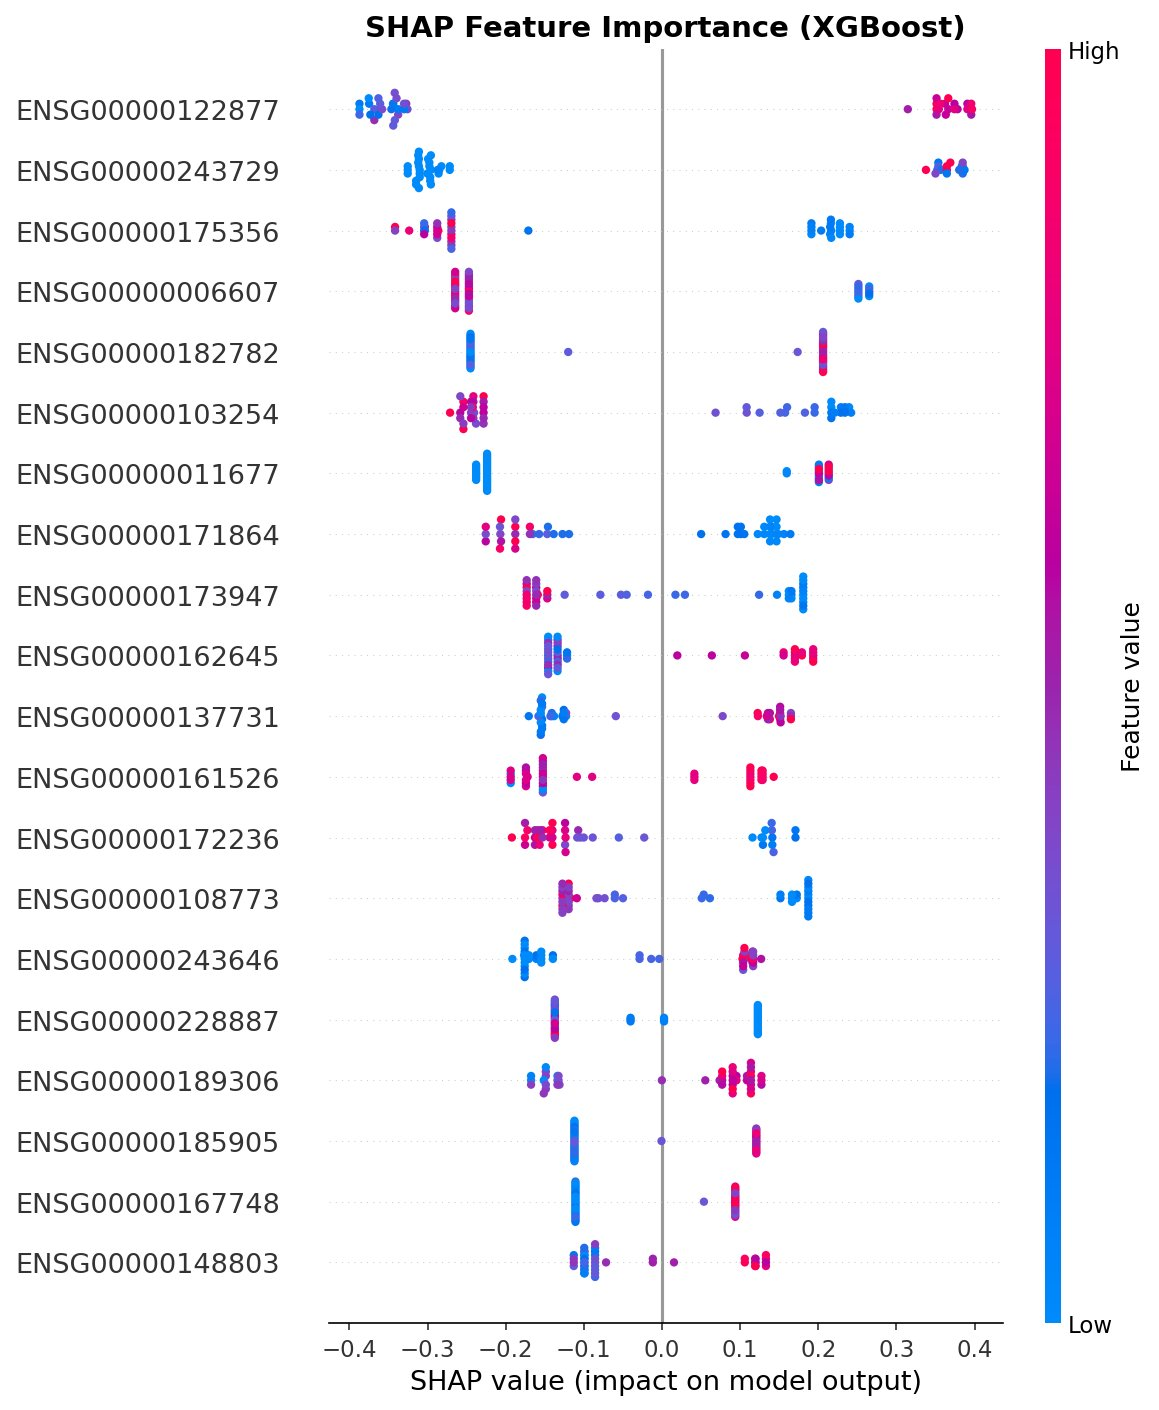 SHAP Feature Importance (XGBoost)
High
ENSG00000122877
ENSG00000243729
ENSG00000175356
ENSG00000006607
ENSG00000182782
ENSG00000103254
ENSG00000011677
ENSG00000171864
ENSG00000173947
ENSG00000162645
ENSG00000137731
ENSG00000161526
ENSG00000172236
ENSG00000108773
ENSG00000243646
ENSG00000228887
ENSG00000189306
ENSG00000185905
ENSG00000167748
ENSG00000148803
Feature value
Low
−0.4 −0.3 −0.2 −0.1 0.0 0.1 0.2 0.3 0.4
SHAP value (impact on model output)